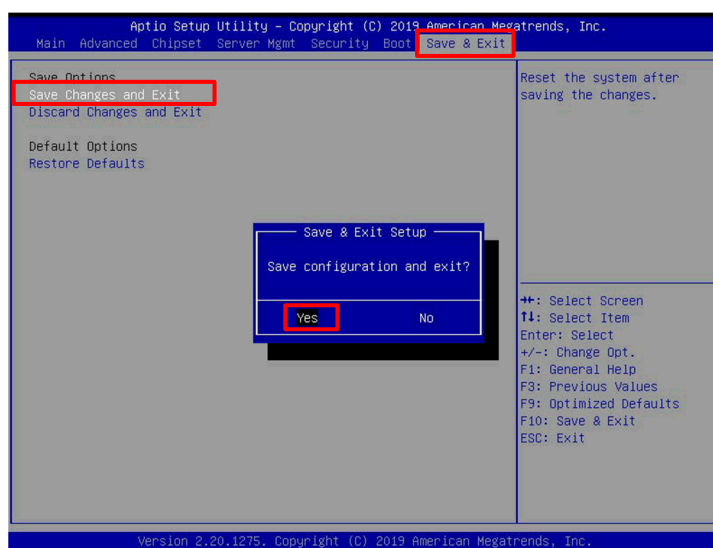 Aptio Setup Utility – Copyright (C) 2019 American Megatrends, Inc.
Main Advanced Chipset Server Mgmt Security Boot Save & Exit
Save Options
Save Changes and Exit
Discard Changes and Exit
Default Options
Restore Defaults
Reset the system after
saving the changes.
Save & Exit Setup
Save configuration and exit?
Yes No
→←: Select Screen
↑↓: Select Item
Enter: Select
+/-: Change Opt.
F1: General Help
F3: Previous Values
F9: Optimized Defaults
F10: Save & Exit
ESC: Exit
Version 2.20.1275. Copyright (C) 2019 American Megatrends, Inc.